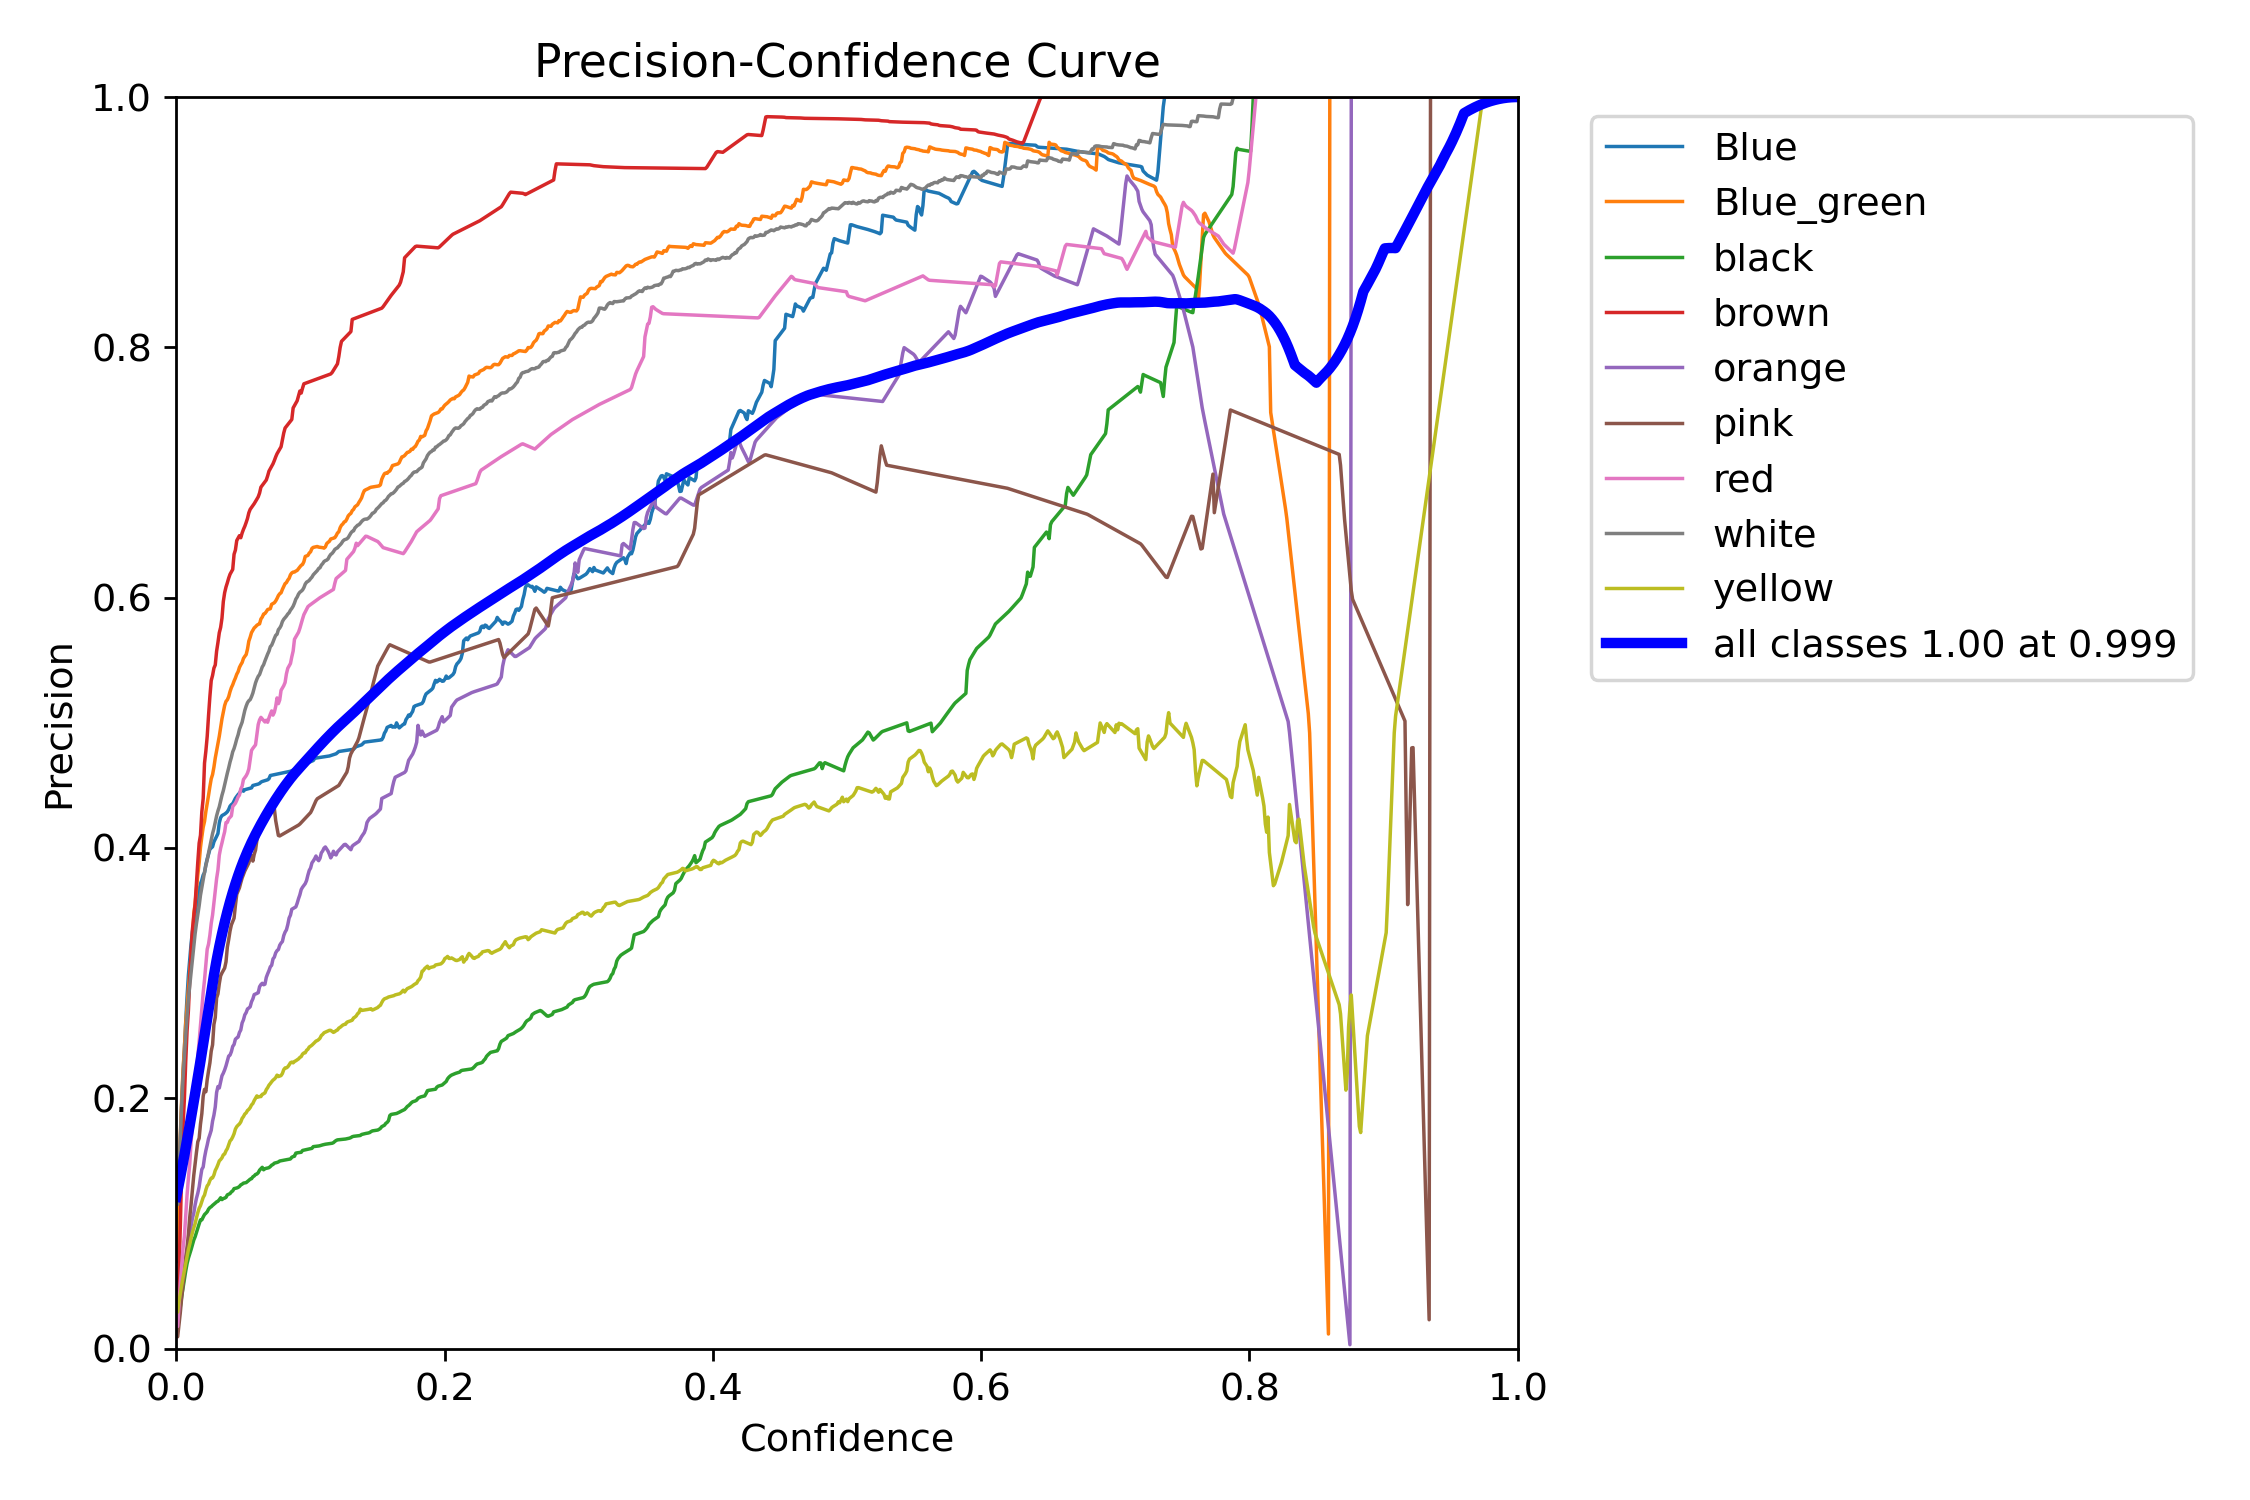 Precision-Confidence Curve
1.0
0.8
0.6
0.4
0.2
0.0
Precision
0.0 0.2 0.4 0.6 0.8 1.0
Confidence
Blue
Blue_green
black
brown
orange
pink
red
white
yellow
all classes 1.00 at 0.999